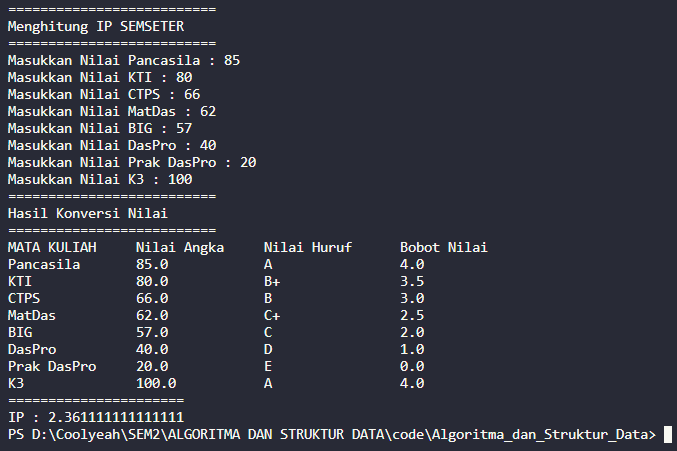 ==========================
Menghitung IP SEMSETER
==========================
Masukkan Nilai Pancasila : 85
Masukkan Nilai KTI : 80
Masukkan Nilai CTPS : 66
Masukkan Nilai MatDas : 62
Masukkan Nilai BIG : 57
Masukkan Nilai DasPro : 40
Masukkan Nilai Prak DasPro : 20
Masukkan Nilai K3 : 100
==========================
Hasil Konversi Nilai
==========================
MATA KULIAH     Nilai Angka     Nilai Huruf      Bobot Nilai
Pancasila       85.0            A                4.0
KTI             80.0            B+               3.5
CTPS            66.0            B                3.0
MatDas          62.0            C+               2.5
BIG             57.0            C                2.0
DasPro          40.0            D                1.0
Prak DasPro     20.0            E                0.0
K3              100.0           A                4.0
======================
IP : 2.361111111111111
PS D:\Coolyeah\SEM2\ALGORITMA DAN STRUKTUR DATA\code\Algoritma_dan_Struktur_Data>